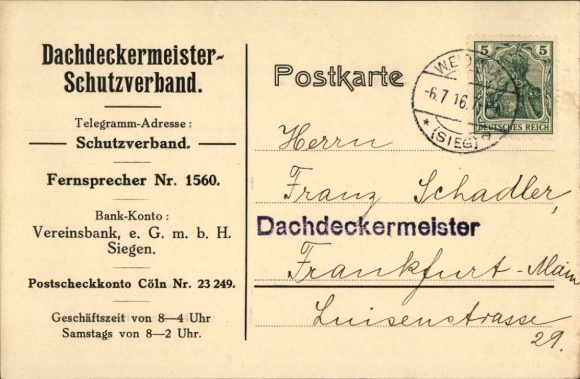 Dachdeckermeister-
Schutzverband.
Telegramm-Adresse :
Schutzverband.
Fernsprecher Nr. 1560.
Bank-Konto :
Vereinsbank, e. G. m. b. H.
Siegen.
Postscheckkonto Cöln Nr. 23 249.
Geschäftszeit von 8—4 Uhr
Samstags von 8—2 Uhr.
Postkarte
5 5
DEUTSCHES REICH
-6.7.16.
* (SIEG)
Herrn
Franz Schadler,
Dachdeckermeister
Frankfurt-Main
Luisenstrasse
29.